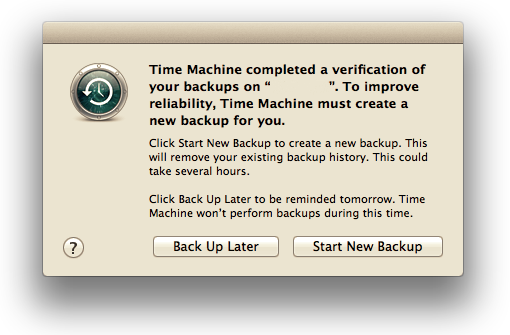 Time Machine completed a verification of
your backups on “ ”. To improve
reliability, Time Machine must create a
new backup for you.
Click Start New Backup to create a new backup. This
will remove your existing backup history. This could
take several hours.
Click Back Up Later to be reminded tomorrow. Time
Machine won't perform backups during this time.
?
Back Up Later
Start New Backup